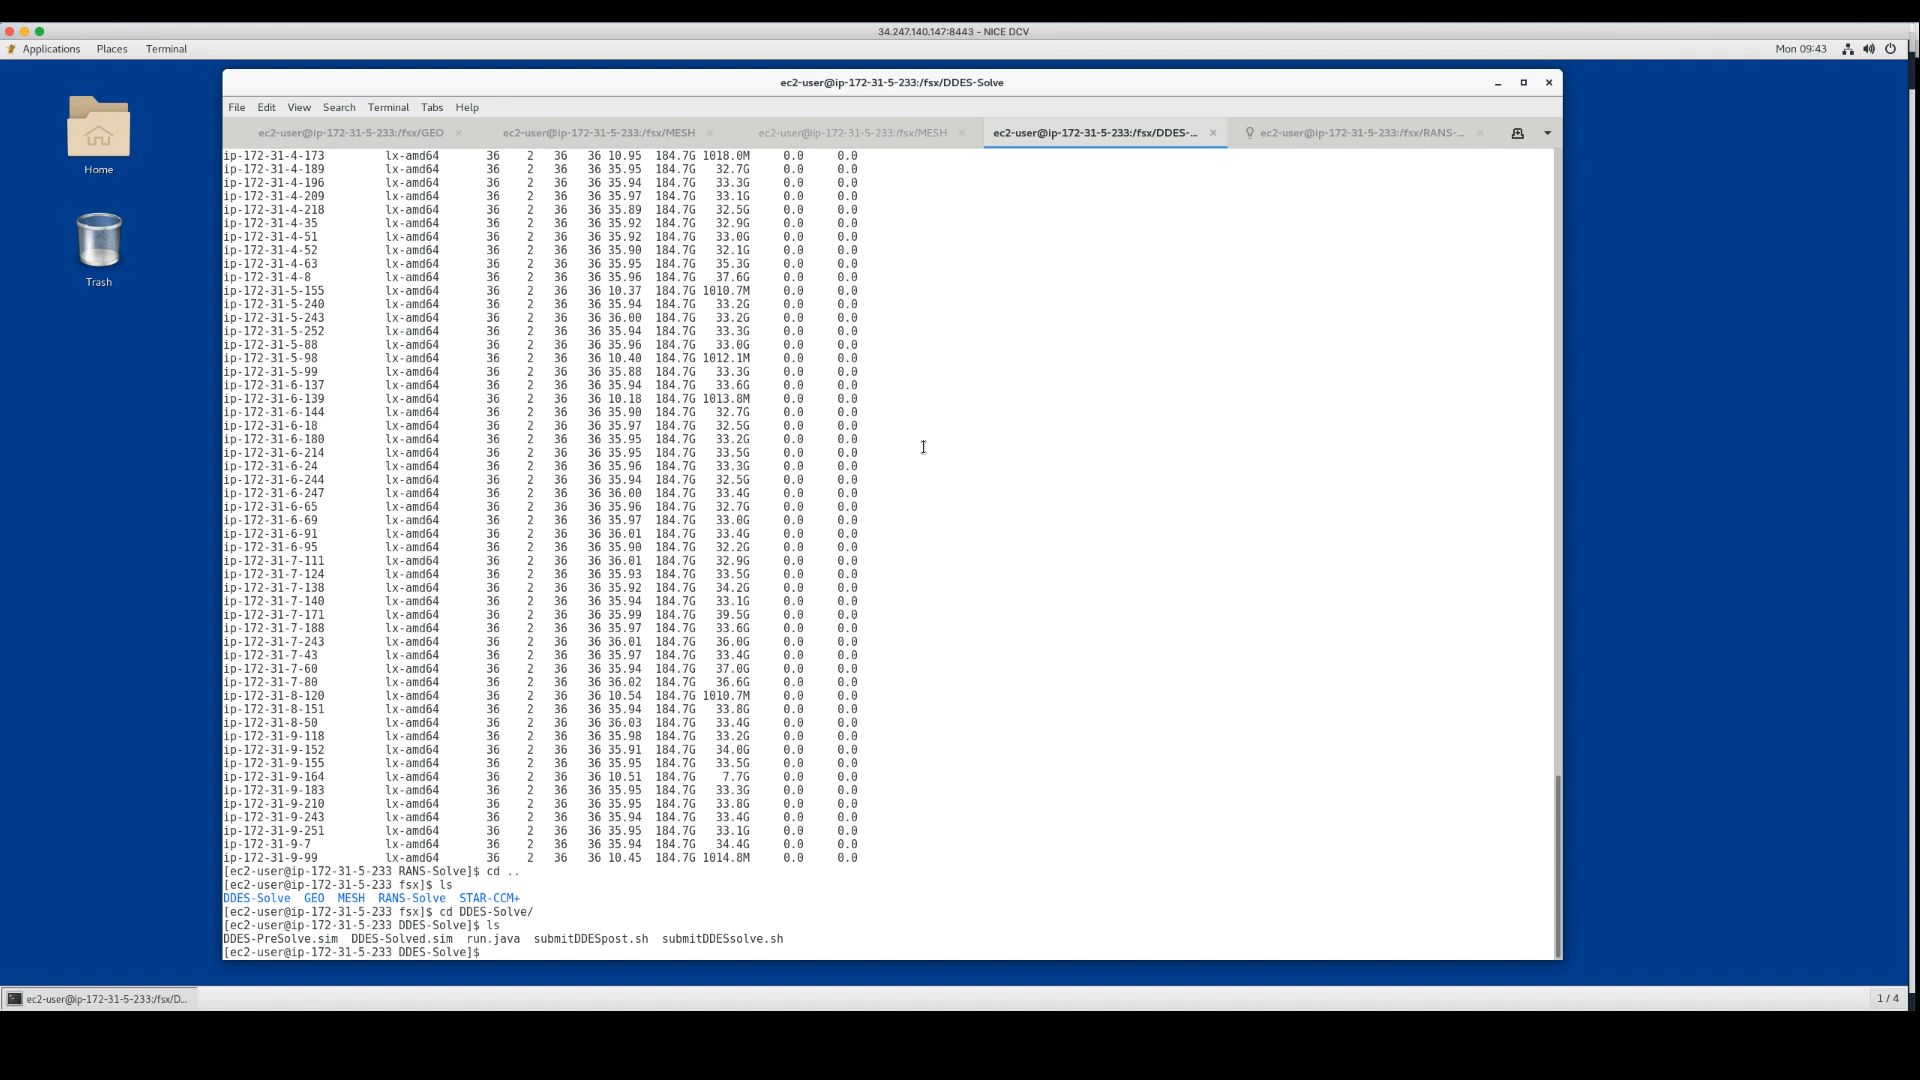 34.247.140.147:8443 - NICE DCV
Applications Places Terminal Mon 09:43
Home
Trash
ec2-user@ip-172-31-5-233:/fsx/DDES-Solve
File Edit View Search Terminal Tabs Help
ec2-user@ip-172-31-5-233:/fsx/GEO ec2-user@ip-172-31-5-233:/fsx/MESH ec2-user@ip-172-31-5-233:/fsx/MESH ec2-user@ip-172-31-5-233:/fsx/DDES-... ec2-user@ip-172-31-5-233:/fsx/RANS-...
ip-172-31-4-173 lx-amd64 36 2 36 36 10.95 184.7G 1018.0M 0.0 0.0
ip-172-31-4-189 lx-amd64 36 2 36 36 35.95 184.7G 32.7G 0.0 0.0
ip-172-31-4-196 lx-amd64 36 2 36 36 35.94 184.7G 33.3G 0.0 0.0
ip-172-31-4-209 lx-amd64 36 2 36 36 35.97 184.7G 33.1G 0.0 0.0
ip-172-31-4-218 lx-amd64 36 2 36 36 35.89 184.7G 32.5G 0.0 0.0
ip-172-31-4-35 lx-amd64 36 2 36 36 35.92 184.7G 32.9G 0.0 0.0
ip-172-31-4-51 lx-amd64 36 2 36 36 35.92 184.7G 33.0G 0.0 0.0
ip-172-31-4-52 lx-amd64 36 2 36 36 35.90 184.7G 32.1G 0.0 0.0
ip-172-31-4-63 lx-amd64 36 2 36 36 35.95 184.7G 35.3G 0.0 0.0
ip-172-31-4-8 lx-amd64 36 2 36 36 35.96 184.7G 37.6G 0.0 0.0
ip-172-31-5-155 lx-amd64 36 2 36 36 10.37 184.7G 1010.7M 0.0 0.0
ip-172-31-5-240 lx-amd64 36 2 36 36 35.94 184.7G 33.2G 0.0 0.0
ip-172-31-5-243 lx-amd64 36 2 36 36 36.00 184.7G 33.2G 0.0 0.0
ip-172-31-5-252 lx-amd64 36 2 36 36 35.94 184.7G 33.3G 0.0 0.0
ip-172-31-5-88 lx-amd64 36 2 36 36 35.96 184.7G 33.0G 0.0 0.0
ip-172-31-5-98 lx-amd64 36 2 36 36 10.40 184.7G 1012.1M 0.0 0.0
ip-172-31-5-99 lx-amd64 36 2 36 36 35.88 184.7G 33.3G 0.0 0.0
ip-172-31-6-137 lx-amd64 36 2 36 36 35.94 184.7G 33.6G 0.0 0.0
ip-172-31-6-139 lx-amd64 36 2 36 36 10.18 184.7G 1013.8M 0.0 0.0
ip-172-31-6-144 lx-amd64 36 2 36 36 35.90 184.7G 32.7G 0.0 0.0
ip-172-31-6-18 lx-amd64 36 2 36 36 35.97 184.7G 32.5G 0.0 0.0
ip-172-31-6-180 lx-amd64 36 2 36 36 35.95 184.7G 33.2G 0.0 0.0
ip-172-31-6-214 lx-amd64 36 2 36 36 35.95 184.7G 33.5G 0.0 0.0
ip-172-31-6-24 lx-amd64 36 2 36 36 35.96 184.7G 33.3G 0.0 0.0
ip-172-31-6-244 lx-amd64 36 2 36 36 35.94 184.7G 32.5G 0.0 0.0
ip-172-31-6-247 lx-amd64 36 2 36 36 36.00 184.7G 33.4G 0.0 0.0
ip-172-31-6-65 lx-amd64 36 2 36 36 35.96 184.7G 32.7G 0.0 0.0
ip-172-31-6-69 lx-amd64 36 2 36 36 35.97 184.7G 33.0G 0.0 0.0
ip-172-31-6-91 lx-amd64 36 2 36 36 36.01 184.7G 33.4G 0.0 0.0
ip-172-31-6-95 lx-amd64 36 2 36 36 35.90 184.7G 32.2G 0.0 0.0
ip-172-31-7-111 lx-amd64 36 2 36 36 36.01 184.7G 32.9G 0.0 0.0
ip-172-31-7-124 lx-amd64 36 2 36 36 35.93 184.7G 33.5G 0.0 0.0
ip-172-31-7-138 lx-amd64 36 2 36 36 35.92 184.7G 34.2G 0.0 0.0
ip-172-31-7-140 lx-amd64 36 2 36 36 35.94 184.7G 33.1G 0.0 0.0
ip-172-31-7-171 lx-amd64 36 2 36 36 35.99 184.7G 39.5G 0.0 0.0
ip-172-31-7-188 lx-amd64 36 2 36 36 35.97 184.7G 33.6G 0.0 0.0
ip-172-31-7-243 lx-amd64 36 2 36 36 36.01 184.7G 36.0G 0.0 0.0
ip-172-31-7-43 lx-amd64 36 2 36 36 35.97 184.7G 33.4G 0.0 0.0
ip-172-31-7-60 lx-amd64 36 2 36 36 35.94 184.7G 37.0G 0.0 0.0
ip-172-31-7-80 lx-amd64 36 2 36 36 36.02 184.7G 36.6G 0.0 0.0
ip-172-31-8-120 lx-amd64 36 2 36 36 10.54 184.7G 1010.7M 0.0 0.0
ip-172-31-8-151 lx-amd64 36 2 36 36 35.94 184.7G 33.8G 0.0 0.0
ip-172-31-8-50 lx-amd64 36 2 36 36 36.03 184.7G 33.4G 0.0 0.0
ip-172-31-9-118 lx-amd64 36 2 36 36 35.98 184.7G 33.2G 0.0 0.0
ip-172-31-9-152 lx-amd64 36 2 36 36 35.91 184.7G 34.0G 0.0 0.0
ip-172-31-9-155 lx-amd64 36 2 36 36 35.95 184.7G 33.5G 0.0 0.0
ip-172-31-9-164 lx-amd64 36 2 36 36 10.51 184.7G 7.7G 0.0 0.0
ip-172-31-9-183 lx-amd64 36 2 36 36 35.95 184.7G 33.3G 0.0 0.0
ip-172-31-9-210 lx-amd64 36 2 36 36 35.95 184.7G 33.8G 0.0 0.0
ip-172-31-9-243 lx-amd64 36 2 36 36 35.94 184.7G 33.4G 0.0 0.0
ip-172-31-9-251 lx-amd64 36 2 36 36 35.95 184.7G 33.1G 0.0 0.0
ip-172-31-9-7 lx-amd64 36 2 36 36 35.94 184.7G 34.4G 0.0 0.0
ip-172-31-9-99 lx-amd64 36 2 36 36 10.45 184.7G 1014.8M 0.0 0.0
[ec2-user@ip-172-31-5-233 RANS-Solve]$ cd ..
[ec2-user@ip-172-31-5-233 fsx]$ ls
DDES-Solve GEO MESH RANS-Solve STAR-CCM+
[ec2-user@ip-172-31-5-233 fsx]$ cd DDES-Solve/
[ec2-user@ip-172-31-5-233 DDES-Solve]$ ls
DDES-PreSolve.sim DDES-Solved.sim run.java submitDDESpost.sh submitDDESsolve.sh
[ec2-user@ip-172-31-5-233 DDES-Solve]$
ec2-user@ip-172-31-5-233:/fsx/D... 1 / 4